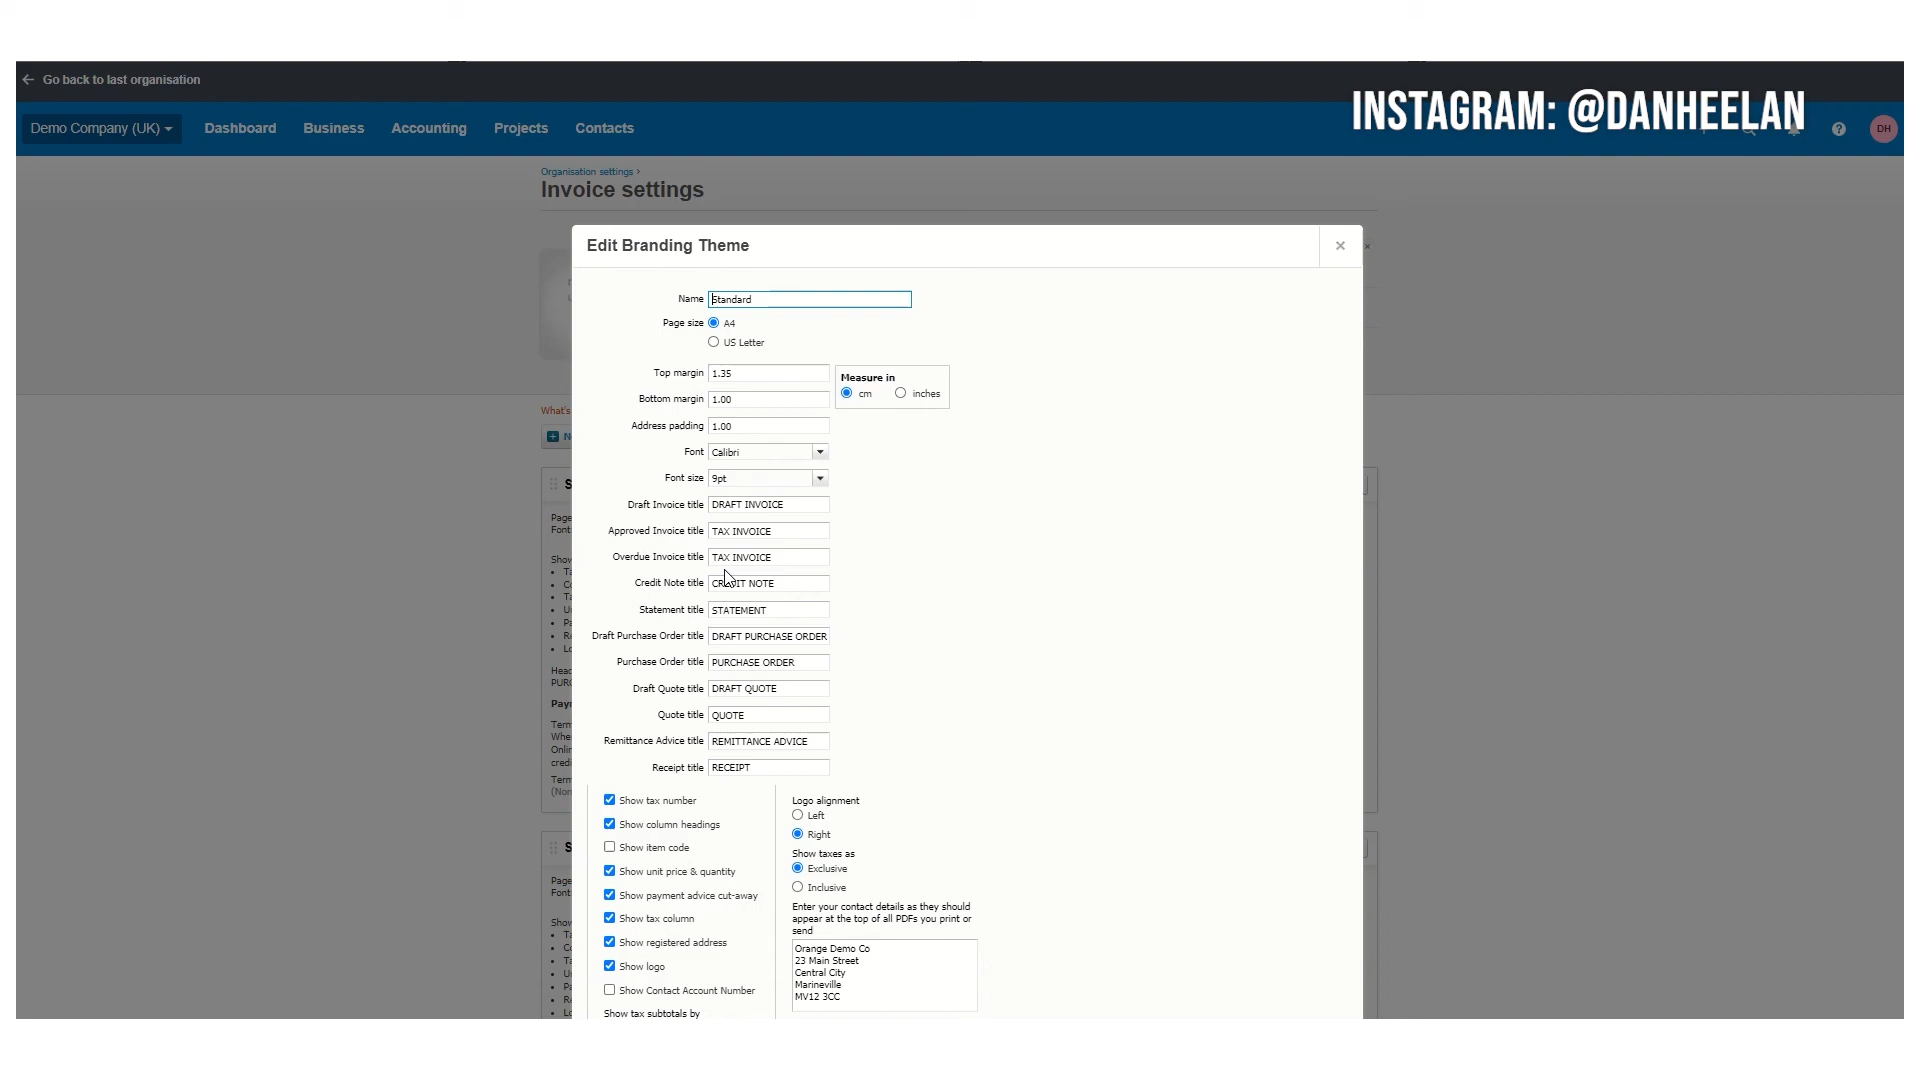 Go back to last organisation
INSTAGRAM: @DANHEELAN
Demo Company (UK)
Dashboard
Business
Accounting
Projects
Contacts
?
DH
Organisation settings ›
Invoice settings
Edit Branding Theme
Name Standard
Page size A4
US Letter
Top margin 1.35
Measure in
cm inches
Bottom margin 1.00
Address padding 1.00
Font Calibri
Font size 9pt
Draft Invoice title DRAFT INVOICE
Approved Invoice title TAX INVOICE
Overdue Invoice title TAX INVOICE
Credit Note title CREDIT NOTE
Statement title STATEMENT
Draft Purchase Order title DRAFT PURCHASE ORDER
Purchase Order title PURCHASE ORDER
Draft Quote title DRAFT QUOTE
Quote title QUOTE
Remittance Advice title REMITTANCE ADVICE
Receipt title RECEIPT
Show tax number
Show column headings
Show item code
Show unit price & quantity
Show payment advice cut-away
Show tax column
Show registered address
Show logo
Show Contact Account Number
Show tax subtotals by
Logo alignment
Left
Right
Show taxes as
Exclusive
Inclusive
Enter your contact details as they should
appear at the top of all PDFs you print or
send
Orange Demo Co
23 Main Street
Central City
Marineville
MV12 3CC
What's